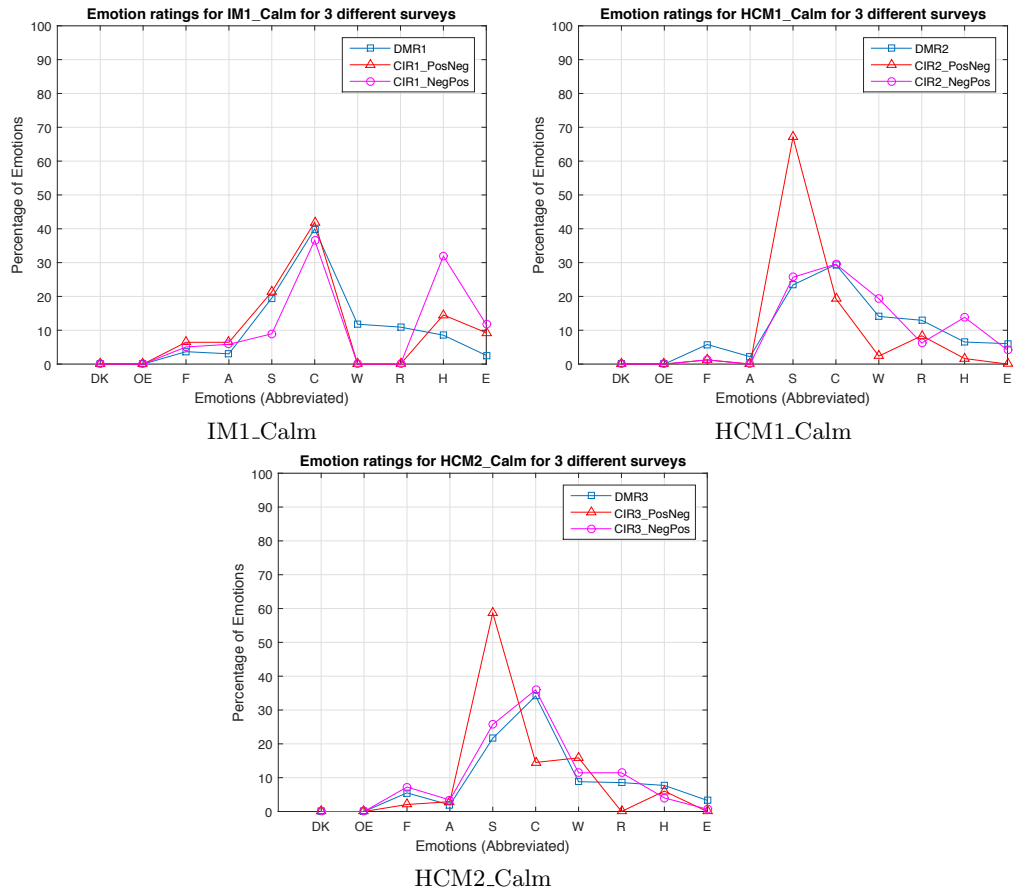 Emotion ratings for IM1_Calm for 3 different surveys
100
90
80
70
60
50
40
30
20
10
0
Percentage of Emotions
DMR1
CIR1_PosNeg
CIR1_NegPos
DK OE F A S C W R H E
Emotions (Abbreviated)
IM1_Calm
Emotion ratings for HCM1_Calm for 3 different surveys
100
90
80
70
60
50
40
30
20
10
0
Percentage of Emotions
DMR2
CIR2_PosNeg
CIR2_NegPos
DK OE F A S C W R H E
Emotions (Abbreviated)
HCM1_Calm
Emotion ratings for HCM2_Calm for 3 different surveys
100
90
80
70
60
50
40
30
20
10
0
Percentage of Emotions
DMR3
CIR3_PosNeg
CIR3_NegPos
DK OE F A S C W R H E
Emotions (Abbreviated)
HCM2_Calm